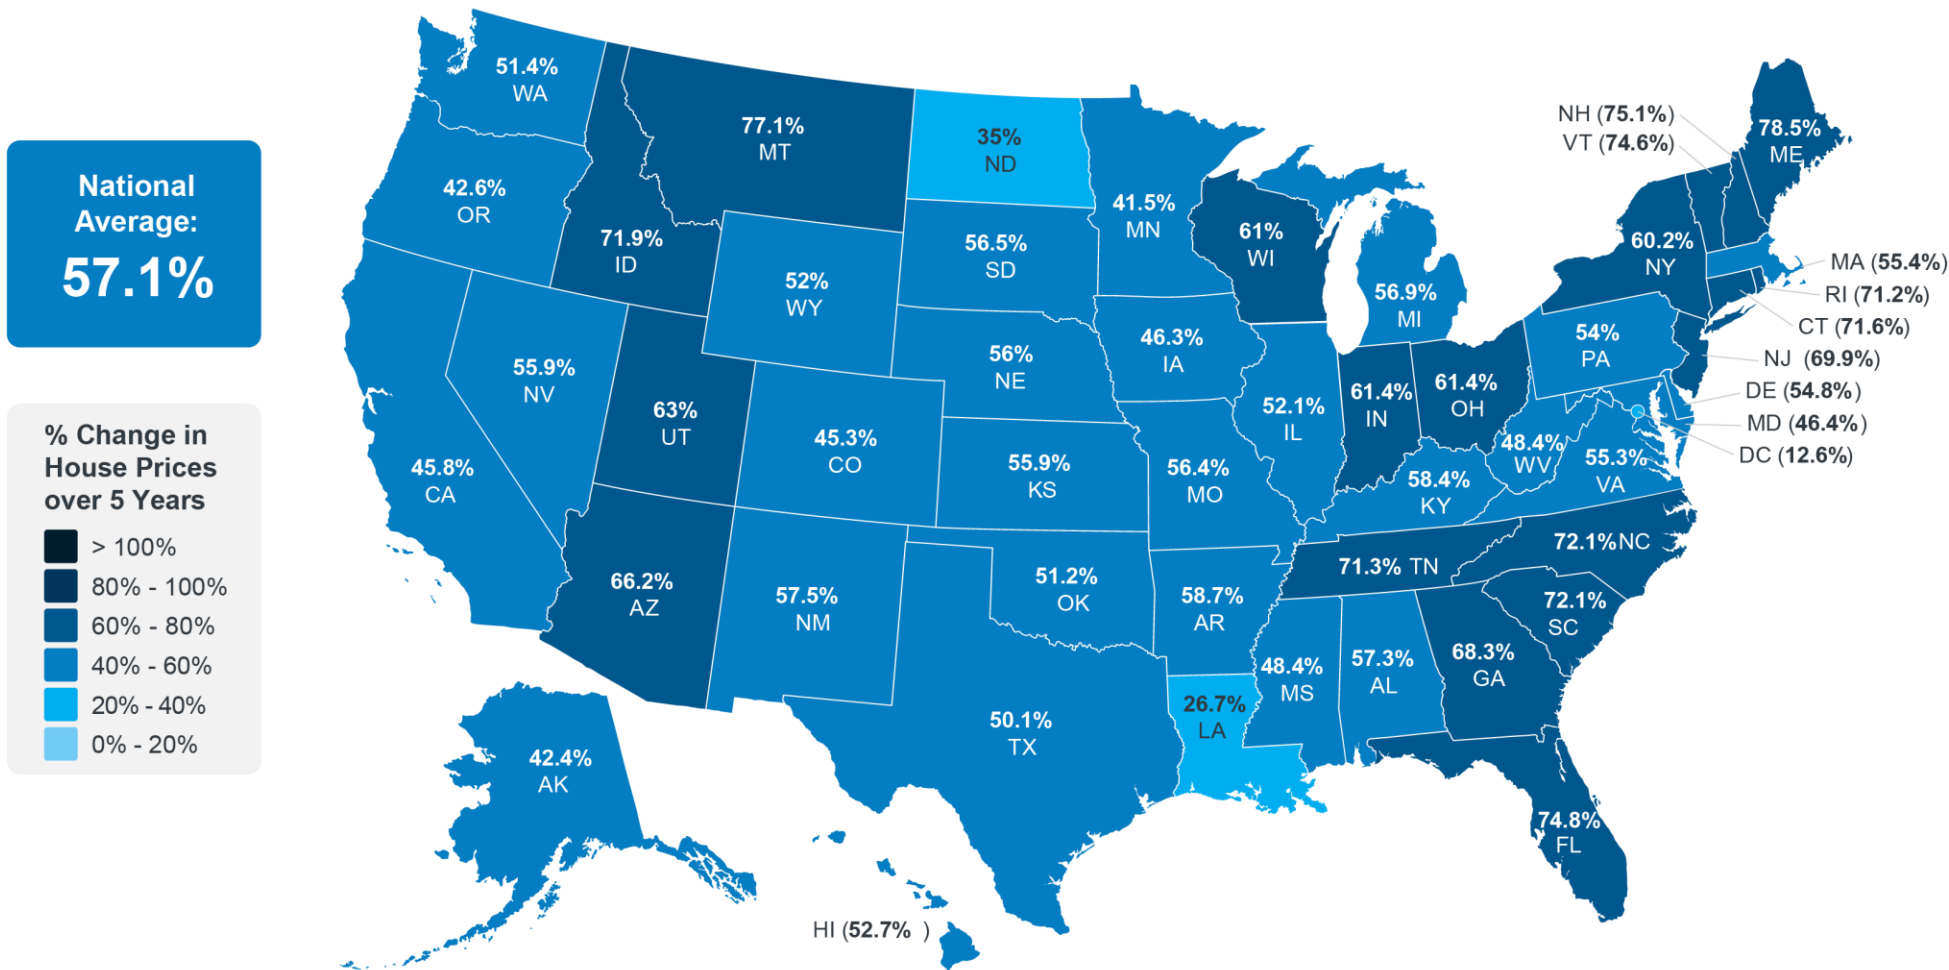 National
Average:
57.1%
% Change in
House Prices
over 5 Years
> 100%
80% - 100%
60% - 80%
40% - 60%
20% - 40%
0% - 20%
51.4%
WA
42.6%
OR
45.8%
CA
55.9%
NV
71.9%
ID
77.1%
MT
52%
WY
63%
UT
45.3%
CO
66.2%
AZ
57.5%
NM
35%
ND
56.5%
SD
56%
NE
55.9%
KS
51.2%
OK
50.1%
TX
41.5%
MN
46.3%
IA
56.4%
MO
58.7%
AR
26.7%
LA
61%
WI
52.1%
IL
56.9%
MI
61.4%
IN
61.4%
OH
58.4%
KY
71.3% TN
48.4%
MS
57.3%
AL
68.3%
GA
74.8%
FL
72.1%
SC
72.1% NC
55.3%
VA
48.4%
WV
54%
PA
60.2%
NY
78.5%
ME
NH (75.1%)
VT (74.6%)
MA (55.4%)
RI (71.2%)
CT (71.6%)
NJ (69.9%)
DE (54.8%)
MD (46.4%)
DC (12.6%)
42.4%
AK
HI (52.7% )